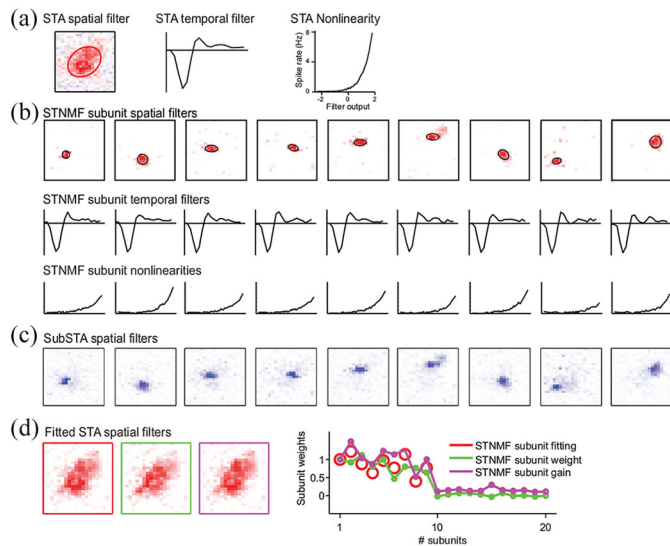 (a)
STA spatial filter
STA temporal filter
STA Nonlinearity
Spike rate (Hz)
8
4
0
-2
0
2
Filter output
(b)
STNMF subunit spatial filters
STNMF subunit temporal filters
STNMF subunit nonlinearities
(c)
SubSTA spatial filters
(d)
Fitted STA spatial filters
Subunit weights
1
0.5
0
1
10
20
# subunits
STNMF subunit fitting
STNMF subunit weight
STNMF subunit gain